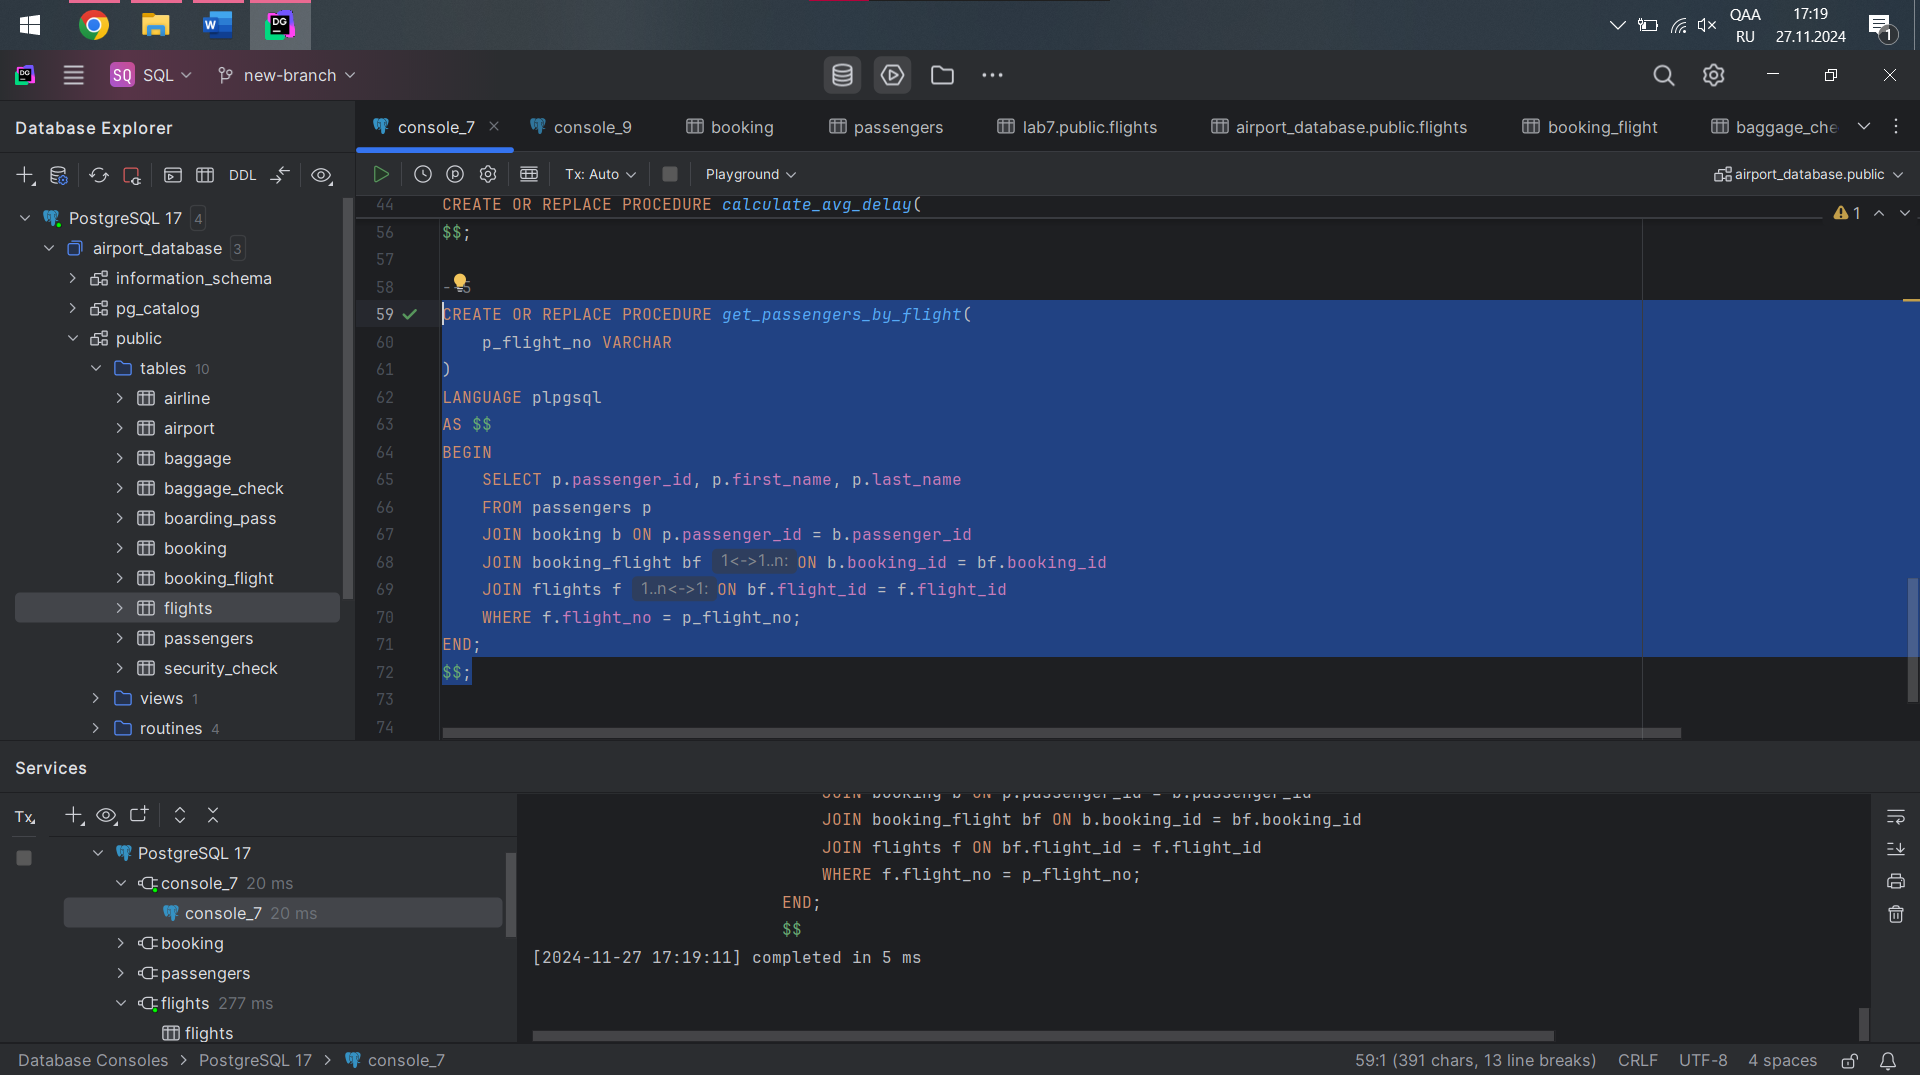 QAA
RU
17:19
27.11.2024
1
SQ SQL
new-branch
Database Explorer
console_7
console_9
booking
passengers
lab7.public.flights
airport_database.public.flights
booking_flight
baggage_che
DDL
Tx: Auto
Playground
airport_database.public
PostgreSQL 17 4
airport_database 3
information_schema
pg_catalog
public
tables 10
airline
airport
baggage
baggage_check
boarding_pass
booking
booking_flight
flights
passengers
security_check
views 1
routines 4
1
44 CREATE OR REPLACE PROCEDURE calculate_avg_delay(
56 $$;
57
58 --5
59 CREATE OR REPLACE PROCEDURE get_passengers_by_flight(
60 p_flight_no VARCHAR
61 )
62 LANGUAGE plpgsql
63 AS $$
64 BEGIN
65 SELECT p.passenger_id, p.first_name, p.last_name
66 FROM passengers p
67 JOIN booking b ON p.passenger_id = b.passenger_id
68 JOIN booking_flight bf 1<->1..n: ON b.booking_id = bf.booking_id
69 JOIN flights f 1..n<->1: ON bf.flight_id = f.flight_id
70 WHERE f.flight_no = p_flight_no;
71 END;
72 $$;
73
74
Services
Tx
PostgreSQL 17
console_7 20 ms
console_7 20 ms
booking
passengers
flights 277 ms
flights
JOIN booking b ON p.passenger_id = b.passenger_id
JOIN booking_flight bf ON b.booking_id = bf.booking_id
JOIN flights f ON bf.flight_id = f.flight_id
WHERE f.flight_no = p_flight_no;
END;
$$
[2024-11-27 17:19:11] completed in 5 ms
Database Consoles > PostgreSQL 17 > console_7
59:1 (391 chars, 13 line breaks)
CRLF
UTF-8
4 spaces